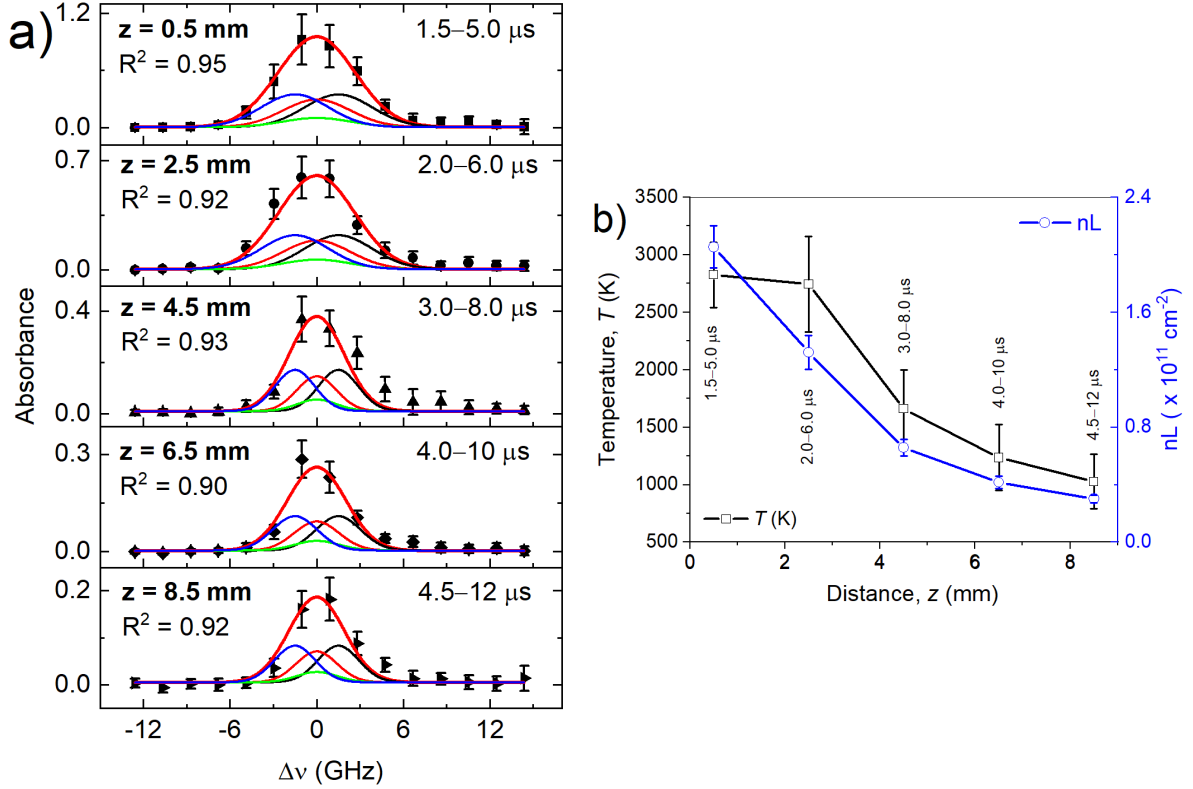 a)
z = 0.5 mm
R² = 0.95
1.5–5.0 μs
1.2
0.0
z = 2.5 mm
R² = 0.92
2.0–6.0 μs
0.7
0.0
z = 4.5 mm
R² = 0.93
3.0–8.0 μs
0.4
0.0
z = 6.5 mm
R² = 0.90
4.0–10 μs
0.3
0.0
z = 8.5 mm
R² = 0.92
4.5–12 μs
0.2
0.0
Absorbance
-12 -6 0 6 12
Δν (GHz)
b)
3500
3000
2500
2000
1500
1000
500
Temperature, T (K)
nL
T (K)
1.5–5.0 μs
2.0–6.0 μs
3.0–8.0 μs
4.0–10 μs
4.5–12 μs
2.4
1.6
0.8
0.0
nL ( x 10¹¹ cm⁻²)
0 2 4 6 8
Distance, z (mm)